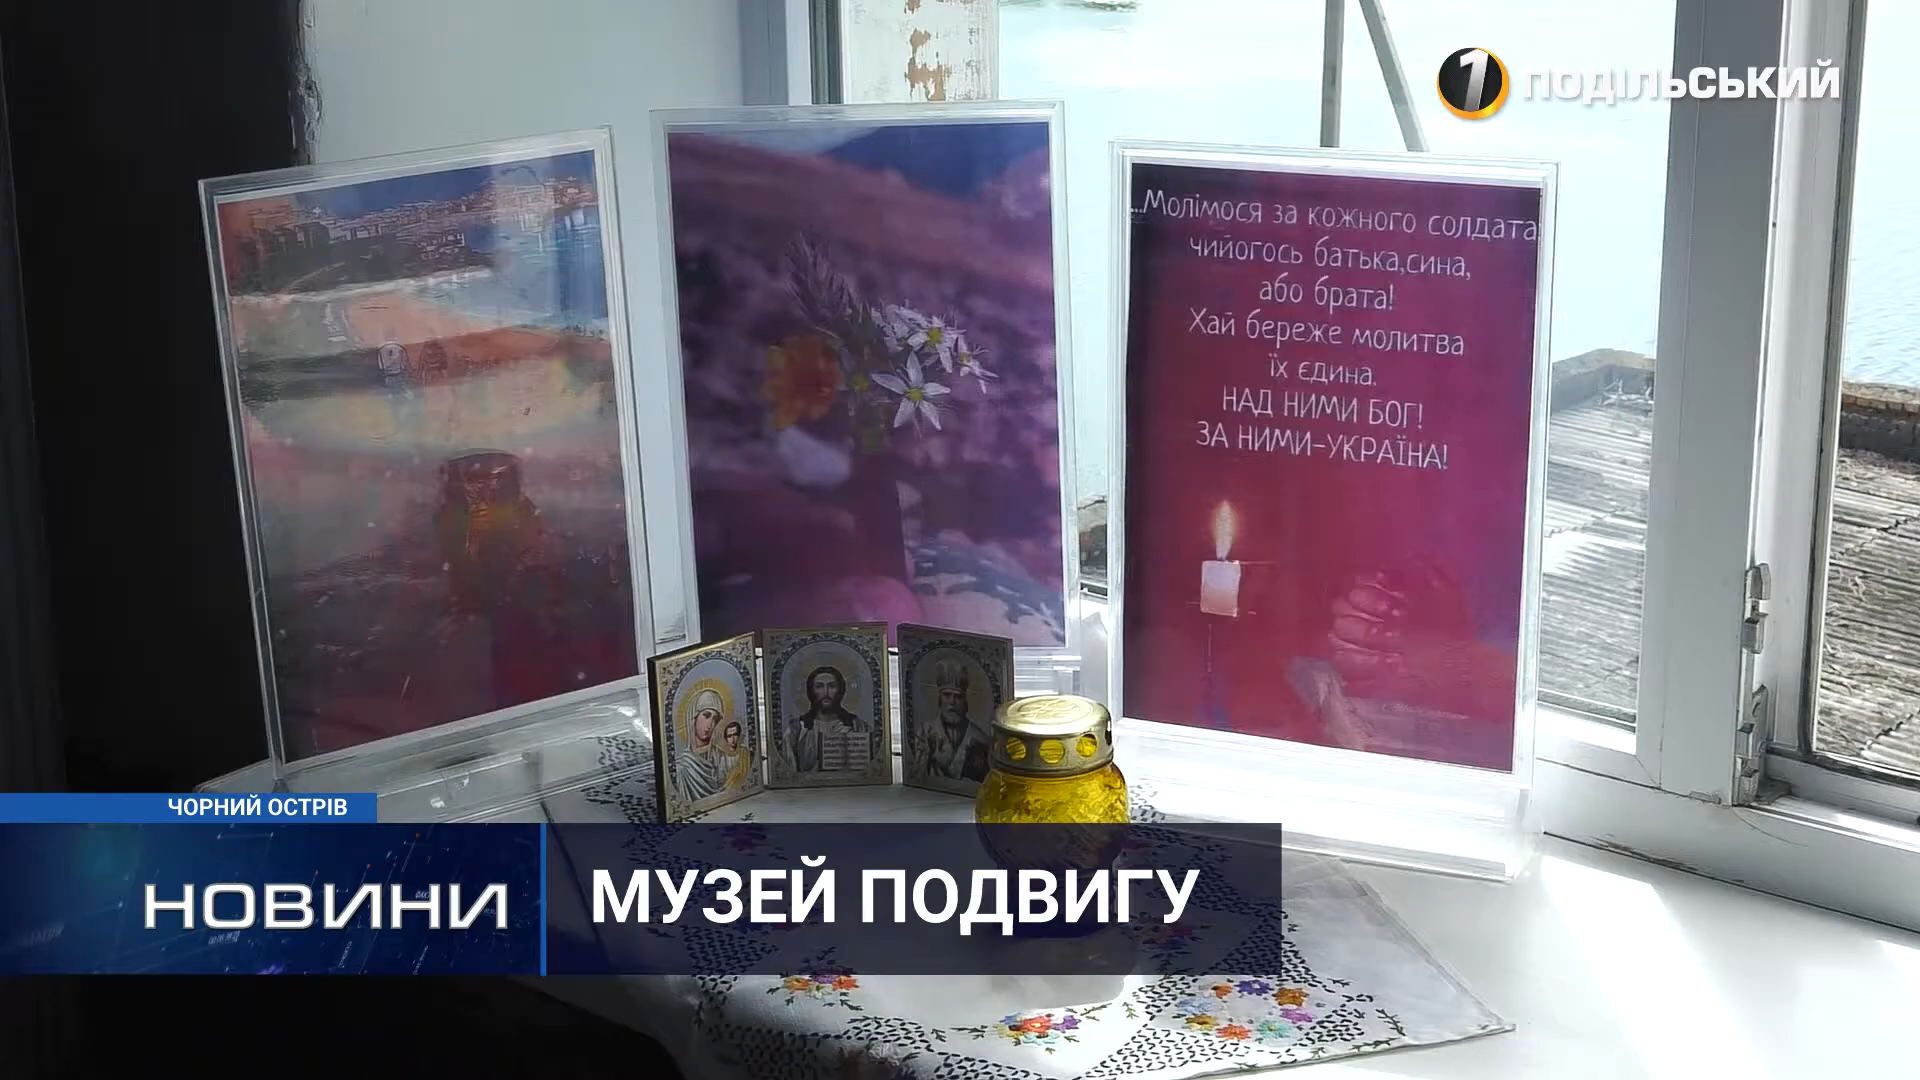 1 ПОДІЛЬСЬКИЙ
...Молімося за кожного солдата
чийогось батька,сина,
або брата!
Хай береже молитва
їх єдина.
НАД НИМИ БОГ!
ЗА НИМИ-УКРАЇНА!
ЧОРНИЙ ОСТРІВ
НОВИНИ
МУЗЕЙ ПОДВИГУ